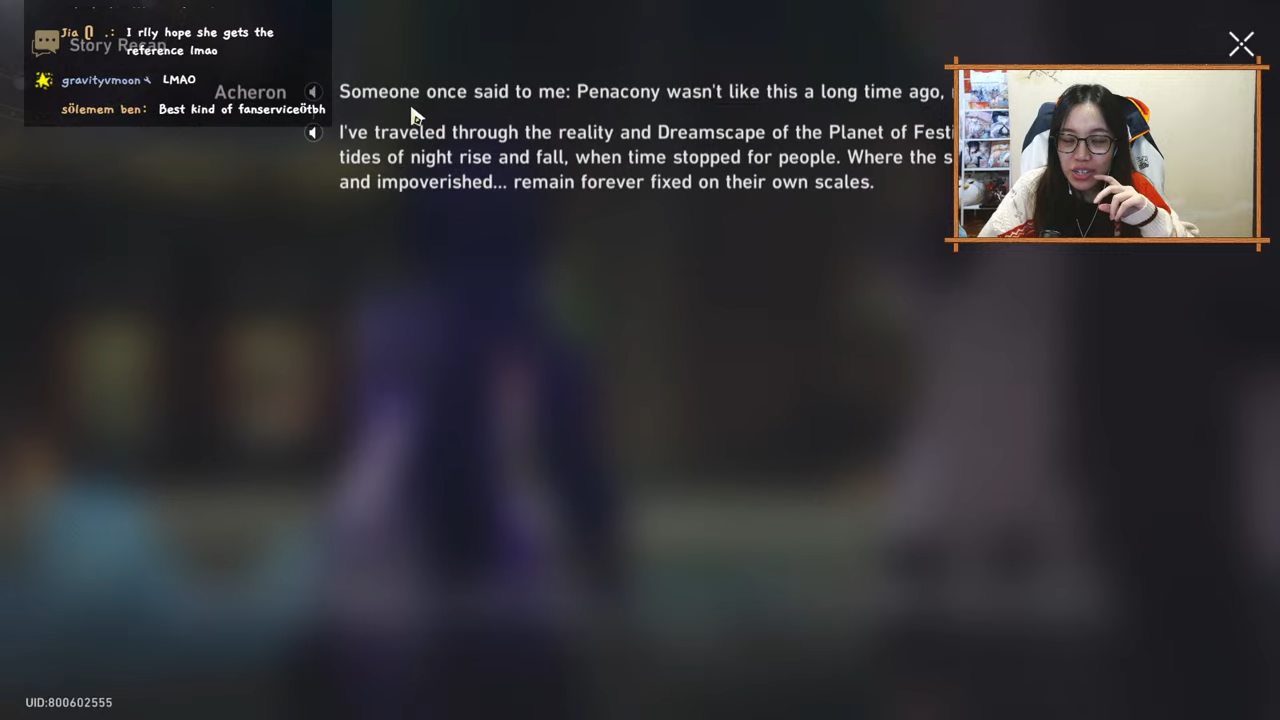 Jia () .: I rlly hope she gets the
reference lmao
Story Recap
gravityvmoon LMAO
Acheron
sölemem ben: Best kind of fanserviceötbh
Someone once said to me: Penacony wasn't like this a long time ago,
I've traveled through the reality and Dreamscape of the Planet of Festi
tides of night rise and fall, when time stopped for people. Where the s
and impoverished... remain forever fixed on their own scales.
UID:800602555